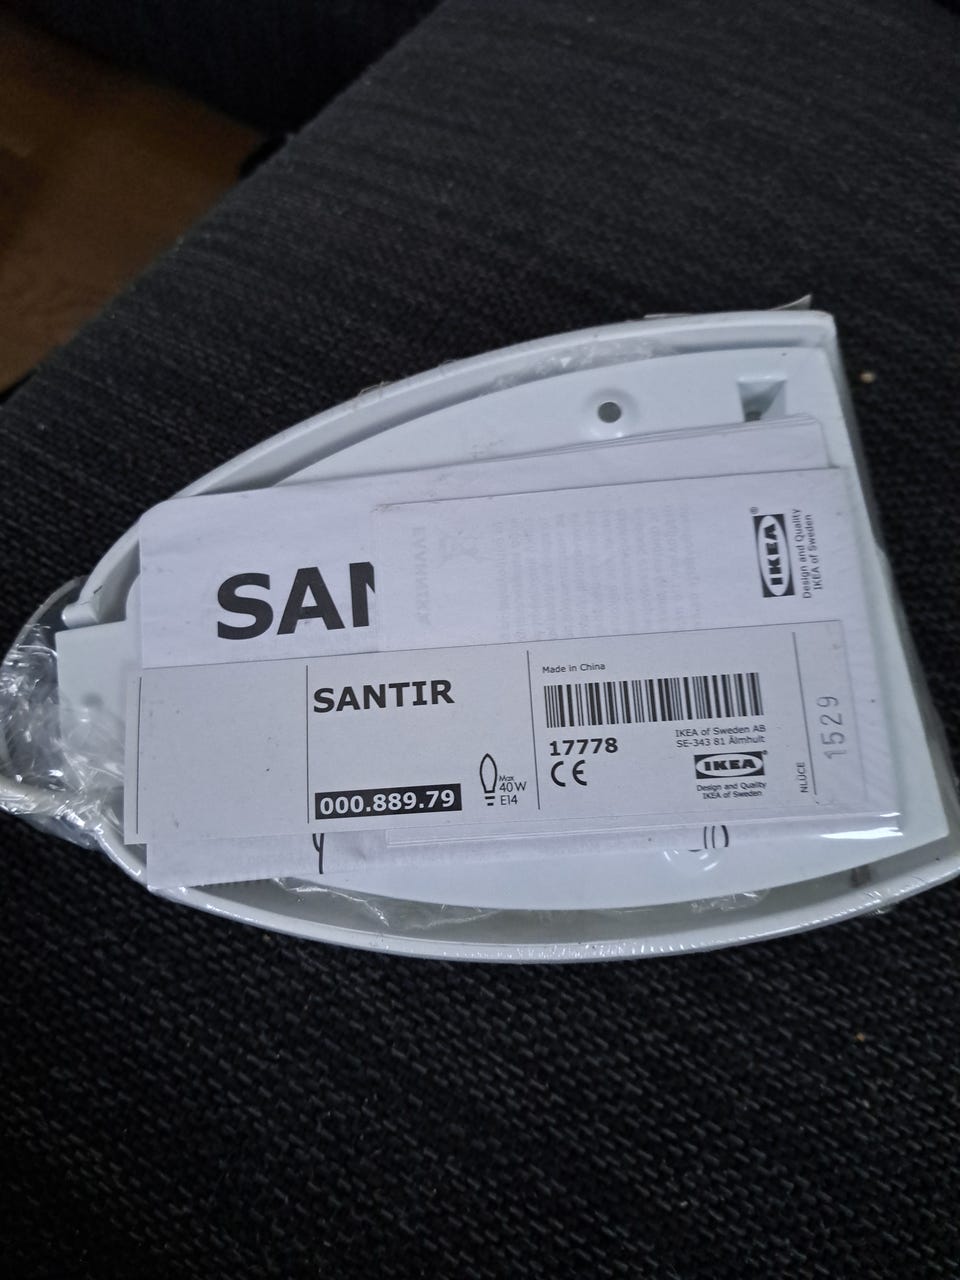 SAN
IKEA
®
Design and Quality
IKEA of Sweden
SANTIR
000.889.79
Max
40W
E14
Made in China
17778
CE
IKEA of Sweden AB
SE-343 81 Älmhult
IKEA
®
Design and Quality
IKEA of Sweden
NLUCE
1529